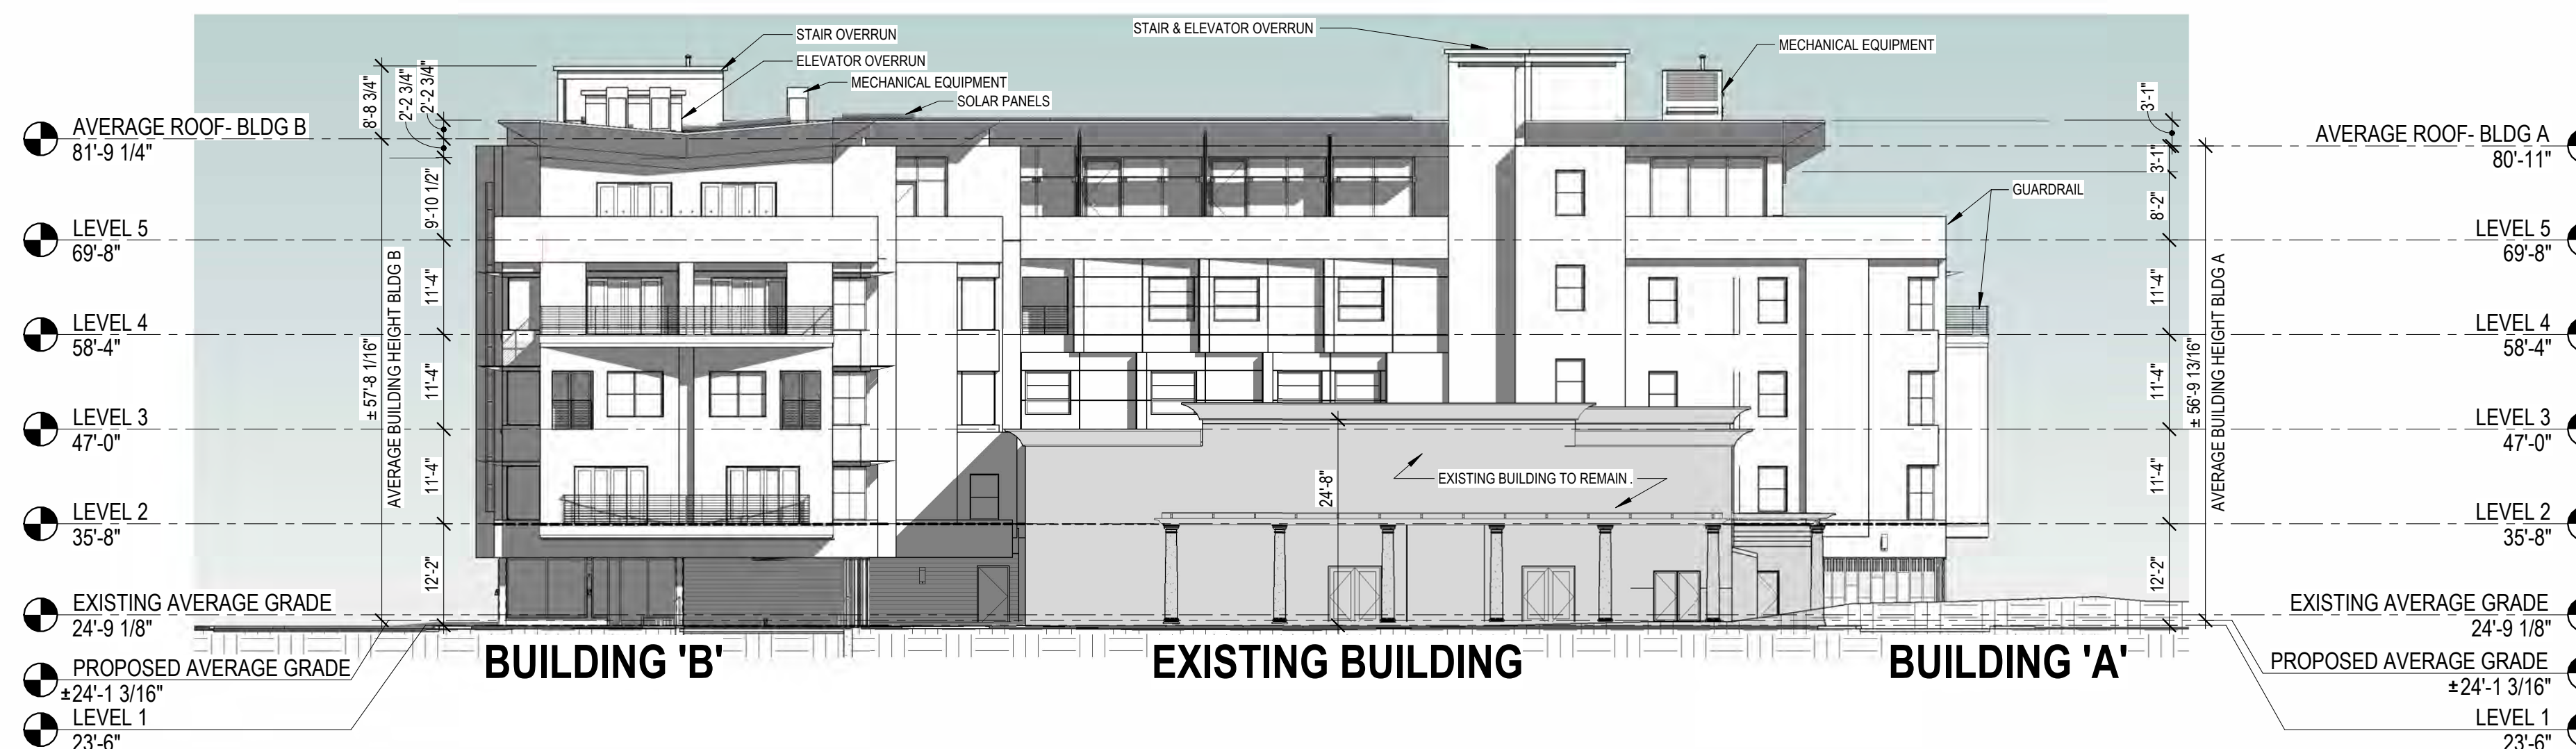 STAIR OVERRUN
ELEVATOR OVERRUN
MECHANICAL EQUIPMENT
SOLAR PANELS
STAIR & ELEVATOR OVERRUN
MECHANICAL EQUIPMENT
GUARDRAIL
AVERAGE ROOF- BLDG B
81'-9 1/4"
LEVEL 5
69'-8"
LEVEL 4
58'-4"
LEVEL 3
47'-0"
LEVEL 2
35'-8"
EXISTING AVERAGE GRADE
24'-9 1/8"
PROPOSED AVERAGE GRADE
±24'-1 3/16"
LEVEL 1
23'-6"
8'-8 3/4"
2'-2 3/4"
2'-2 3/4"
9'-10 1/2"
11'-4"
11'-4"
11'-4"
12'-2"
± 57'-8 1/16"
AVERAGE BUILDING HEIGHT BLDG B
24'-8"
EXISTING BUILDING TO REMAIN .
BUILDING 'B'
EXISTING BUILDING
BUILDING 'A'
3'-1"
3'-1"
8'-2"
11'-4"
11'-4"
11'-4"
12'-2"
± 56'-9 13/16"
AVERAGE BUILDING HEIGHT BLDG A
AVERAGE ROOF- BLDG A
80'-11"
LEVEL 5
69'-8"
LEVEL 4
58'-4"
LEVEL 3
47'-0"
LEVEL 2
35'-8"
EXISTING AVERAGE GRADE
24'-9 1/8"
PROPOSED AVERAGE GRADE
±24'-1 3/16"
LEVEL 1
23'-6"